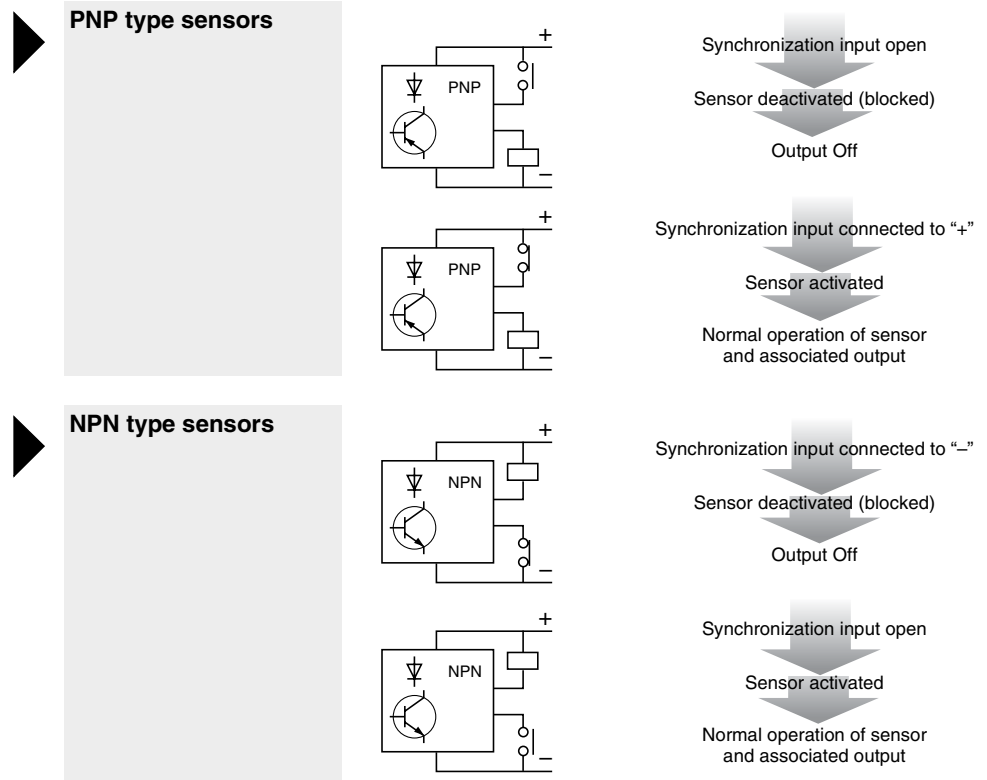 PNP type sensors
+
PNP
–
Synchronization input open
Sensor deactivated (blocked)
Output Off
+
PNP
–
Synchronization input connected to “+”
Sensor activated
Normal operation of sensor
and associated output
NPN type sensors
+
NPN
–
Synchronization input connected to “–”
Sensor deactivated (blocked)
Output Off
+
NPN
–
Synchronization input open
Sensor activated
Normal operation of sensor
and associated output